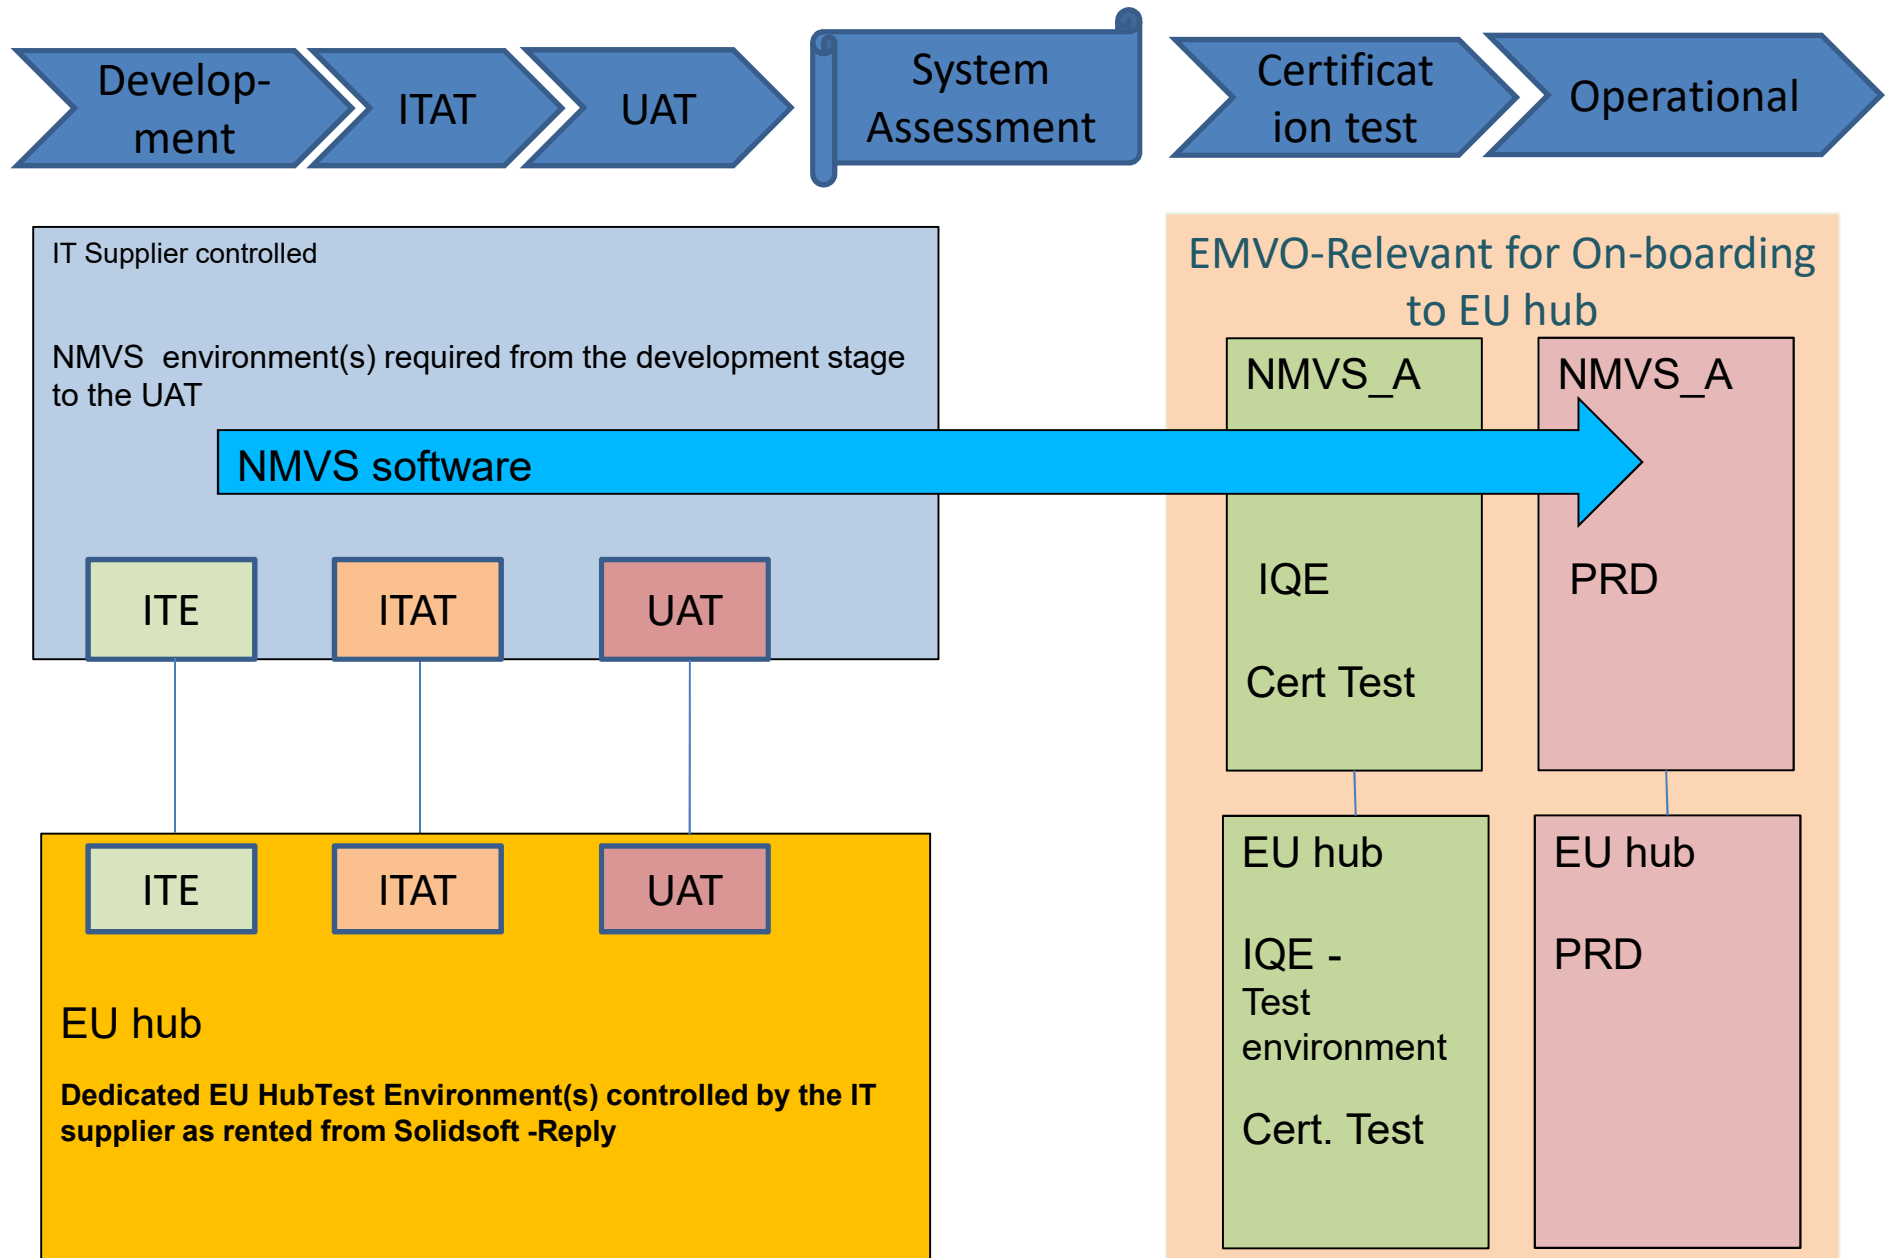 Develop-
ment
ITAT
UAT
System
Assessment
Certificat
ion test
Operational
IT Supplier controlled
NMVS  environment(s) required from the development stage
to the UAT
NMVS software
ITE
ITAT
UAT
ITE
ITAT
UAT
EU hub
Dedicated EU HubTest Environment(s) controlled by the IT
supplier as rented from Solidsoft -Reply
EMVO-Relevant for On-boarding
to EU hub
NMVS_A
IQE
Cert Test
NMVS_A
PRD
EU hub
IQE -
Test
environment
Cert. Test
EU hub
PRD